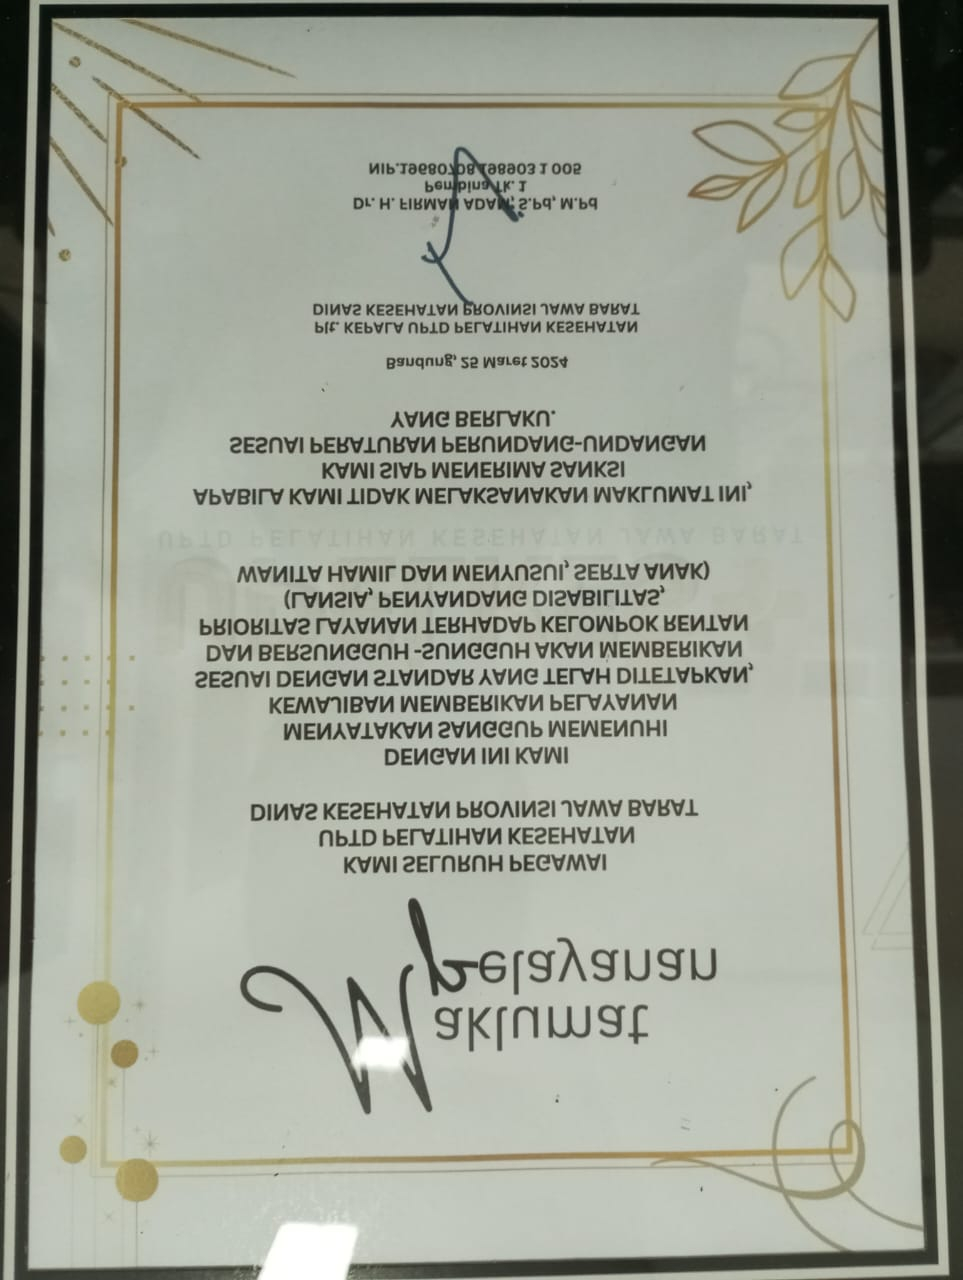 Maklumat
pelayanan
KAMI SELURUH PEGAWAI
UPTD PELATIHAN KESEHATAN
DINAS KESEHATAN PROVINSI JAWA BARAT
DENGAN INI KAMI
MENYATAKAN SANGGUP MEMENUHI
KEWAJIBAN MEMBERIKAN PELAYANAN
SESUAI DENGAN STANDAR YANG TELAH DITETAPKAN,
DAN BERSUNGGUH -SUNGGUH AKAN MEMBERIKAN
PRIORITAS LAYANAN TERHADAP KELOMPOK RENTAN
(LANSIA, PENYANDANG DISABILITAS,
WANITA HAMIL DAN MENYUSUI, SERTA ANAK)
UPTD PELATIHAN KESEHATAN JAWA BARAT
APABILA KAMI TIDAK MELAKSANAKAN MAKLUMAT INI,
KAMI SIAP MENERIMA SANKSI
SESUAI PERATURAN PERUNDANG-UNDANGAN
YANG BERLAKU.
Bandung, 25 Maret 2024
Plt. KEPALA UPTD PELATIHAN KESEHATAN
DINAS KESEHATAN PROVINSI JAWA BARAT
Dr. H. FIRMAN ADAM, S.Pd, M.Pd
Pembina Tk. 1
NIP.19680708 198903 1 005